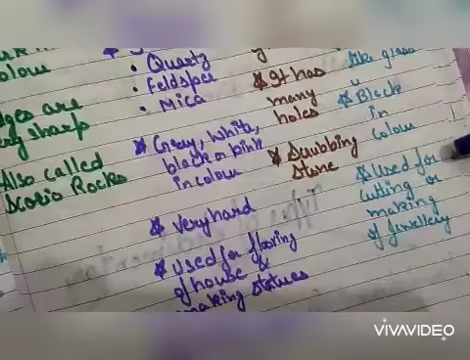 olour
ges are
sharp
Also called
Scoria Rocks
• Quartz
• Feldspee
• Mica
* Grey, White,
black or pink
in colour
* Very hard
* Used for flooring
of house &
making statues
* It has
many
holes
* Scrubbing
Stone
like glass
* Black
in
colour
* Used for
cutting or
making
of jewellery
VIVAVIDEO